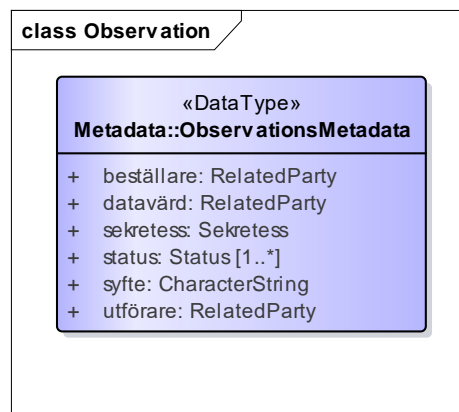 class Observation
«DataType»
Metadata::ObservationsMetadata
+ beställare: RelatedParty
+ datavärd: RelatedParty
+ sekretess: Sekretess
+ status: Status [1..*]
+ syfte: CharacterString
+ utförare: RelatedParty